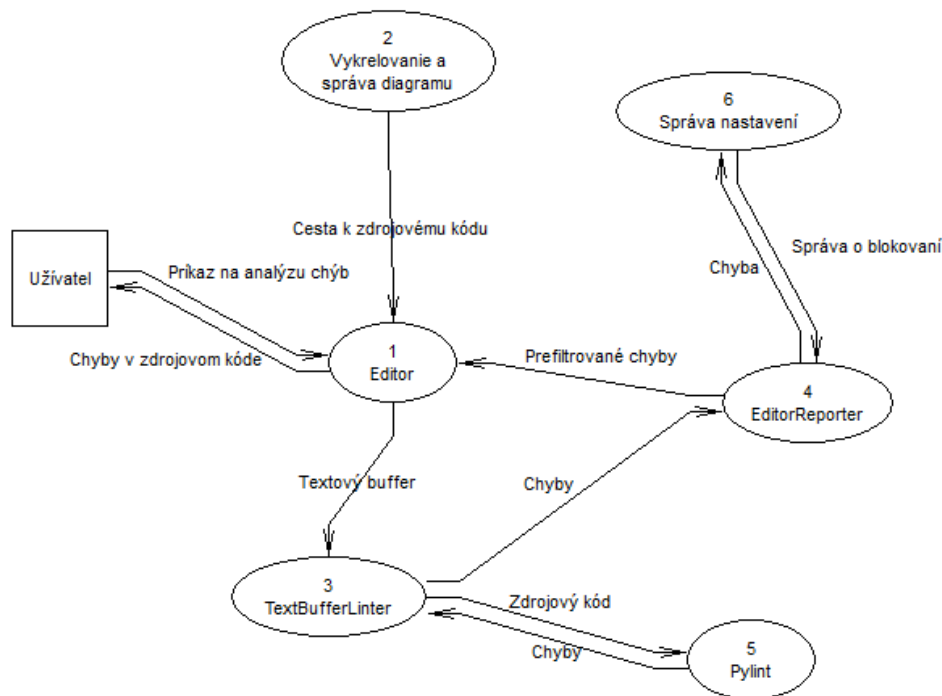 2
Vykrelovanie a
správa diagramu
6
Správa nastavení
Cesta k zdrojovému kódu
Správa o blokovaní
Chyba
Užívatel
Príkaz na analýzu chýb
Chyby v zdrojovom kóde
1
Editor
Prefiltrované chyby
4
EditorReporter
Textový buffer
Chyby
3
TextBufferLinter
Zdrojový kód
Chyby
5
Pylint